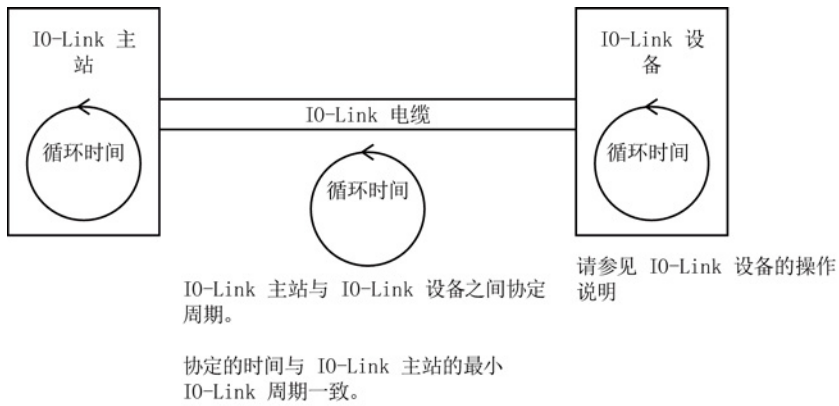 IO-Link 主
站
循环时间
IO-Link 电缆
循环时间
IO-Link 主站与 IO-Link 设备之间协定
周期。
协定的时间与 IO-Link 主站的最小
IO-Link 周期一致。
IO-Link 设
备
循环时间
请参见 IO-Link 设备的操作
说明